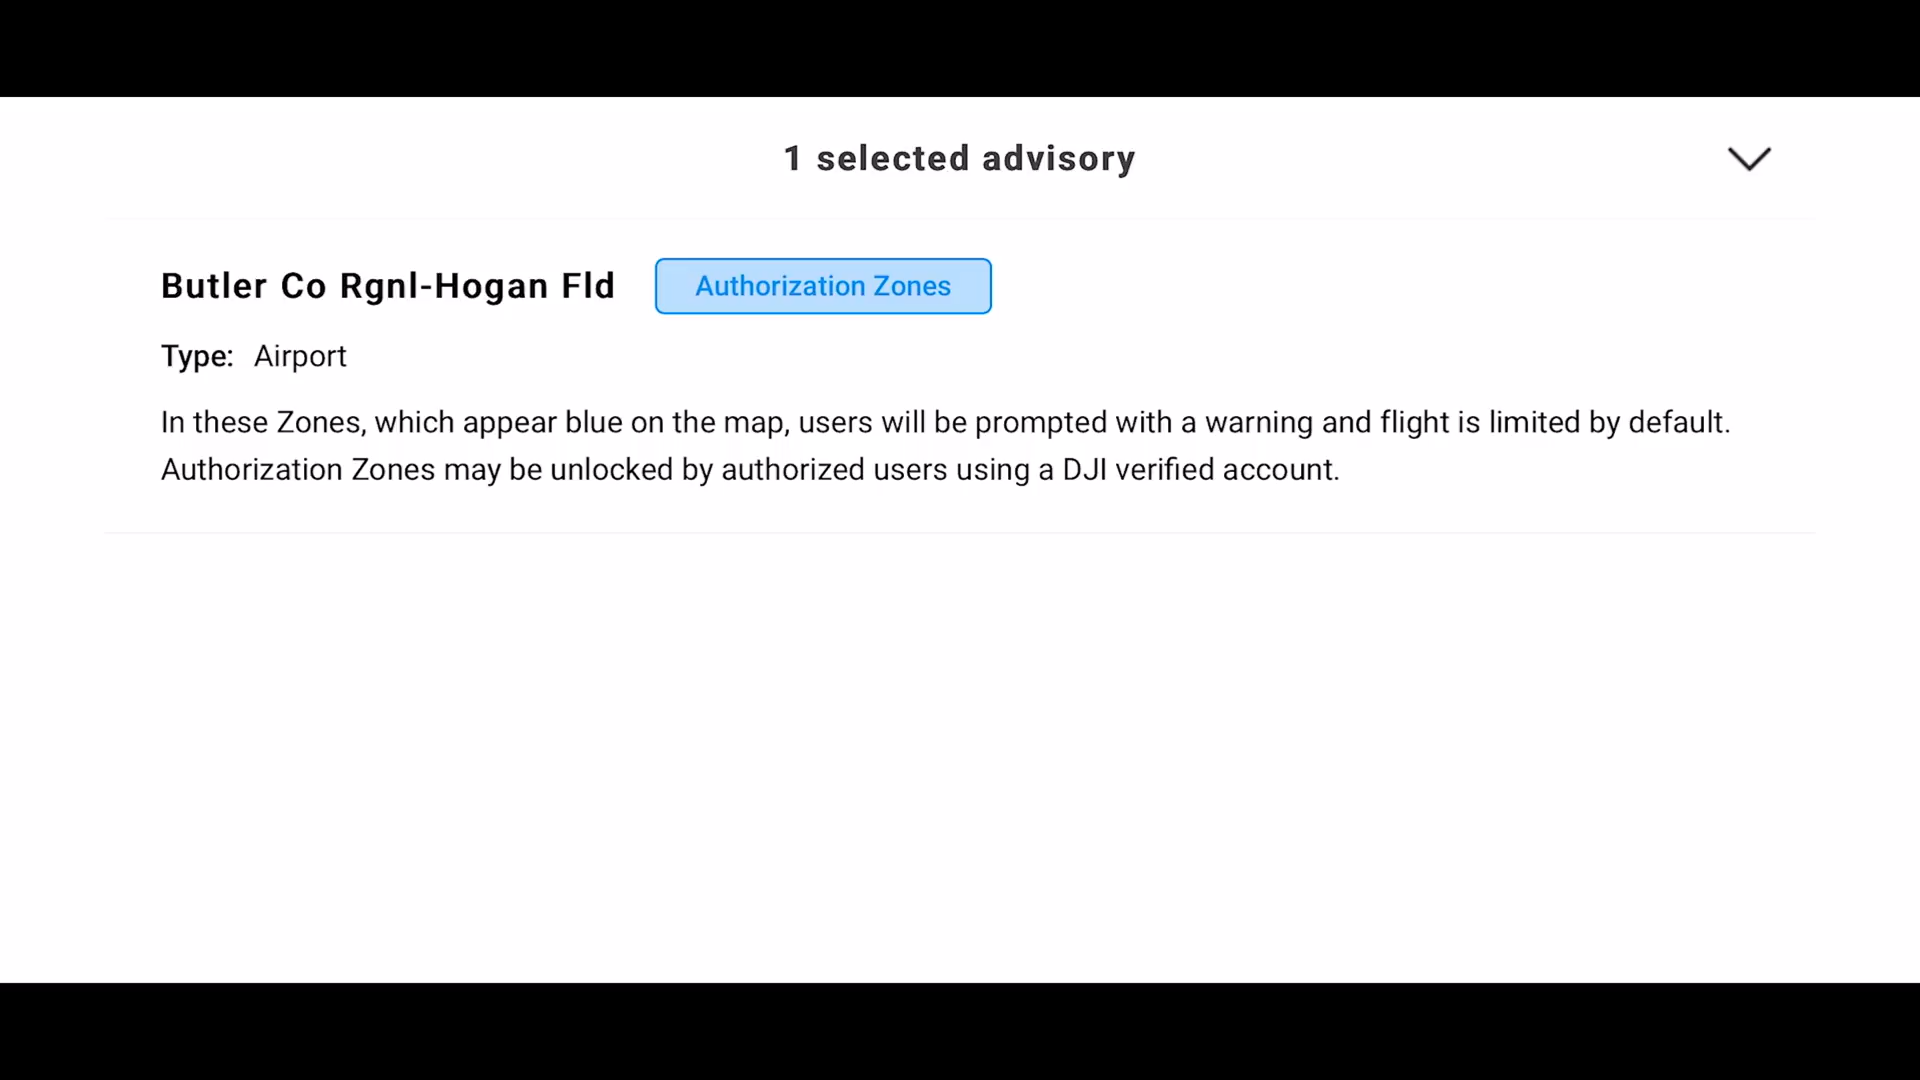 1 selected advisory
Butler Co Rgnl-Hogan Fld Authorization Zones
Type: Airport
In these Zones, which appear blue on the map, users will be prompted with a warning and flight is limited by default.
Authorization Zones may be unlocked by authorized users using a DJI verified account.